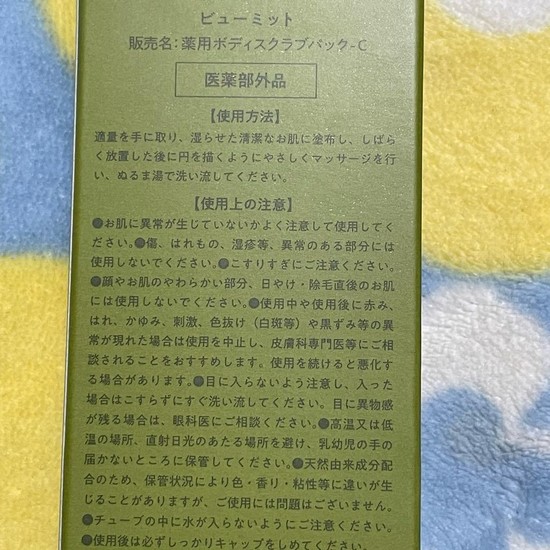 ビューミット
販売名:薬用ボディスクラブパック-C
医薬部外品
【使用方法】
適量を手に取り、湿らせた清潔なお肌に塗布し、しばら
く放置した後に円を描くようにやさしくマッサージを行
い、ぬるま湯で洗い流してください。
【使用上の注意】
●お肌に異常が生じていないかよく注意して使用してく
ださい。●傷、はれもの、湿疹等、異常のある部分には
使用しないでください。●こすりすぎにご注意ください。
●顔やお肌のやわらかい部分、日やけ・除毛直後のお肌
には使用しないでください。●使用中や使用後に赤み、
はれ、かゆみ、刺激、色抜け(白斑等)や黒ずみ等の異
常が現れた場合は使用を中止し、皮膚科専門医等にご相
談されることをおすすめします。使用を続けると悪化す
る場合があります。●目に入らないよう注意し、入った
場合はこすらずにすぐ洗い流してください。目に異物感
が残る場合は、眼科医にご相談ください。●高温又は低
温の場所、直射日光のあたる場所を避け、乳幼児の手の
届かないところに保管してください。●天然由来成分配
合のため、保管状況により色・香り・粘性等に違いが生
じることがありますが、ご使用には問題はございません。
●チューブの中に水が入らないようにご注意ください。
●使用後は必ずしっかりキャップをしめてください。